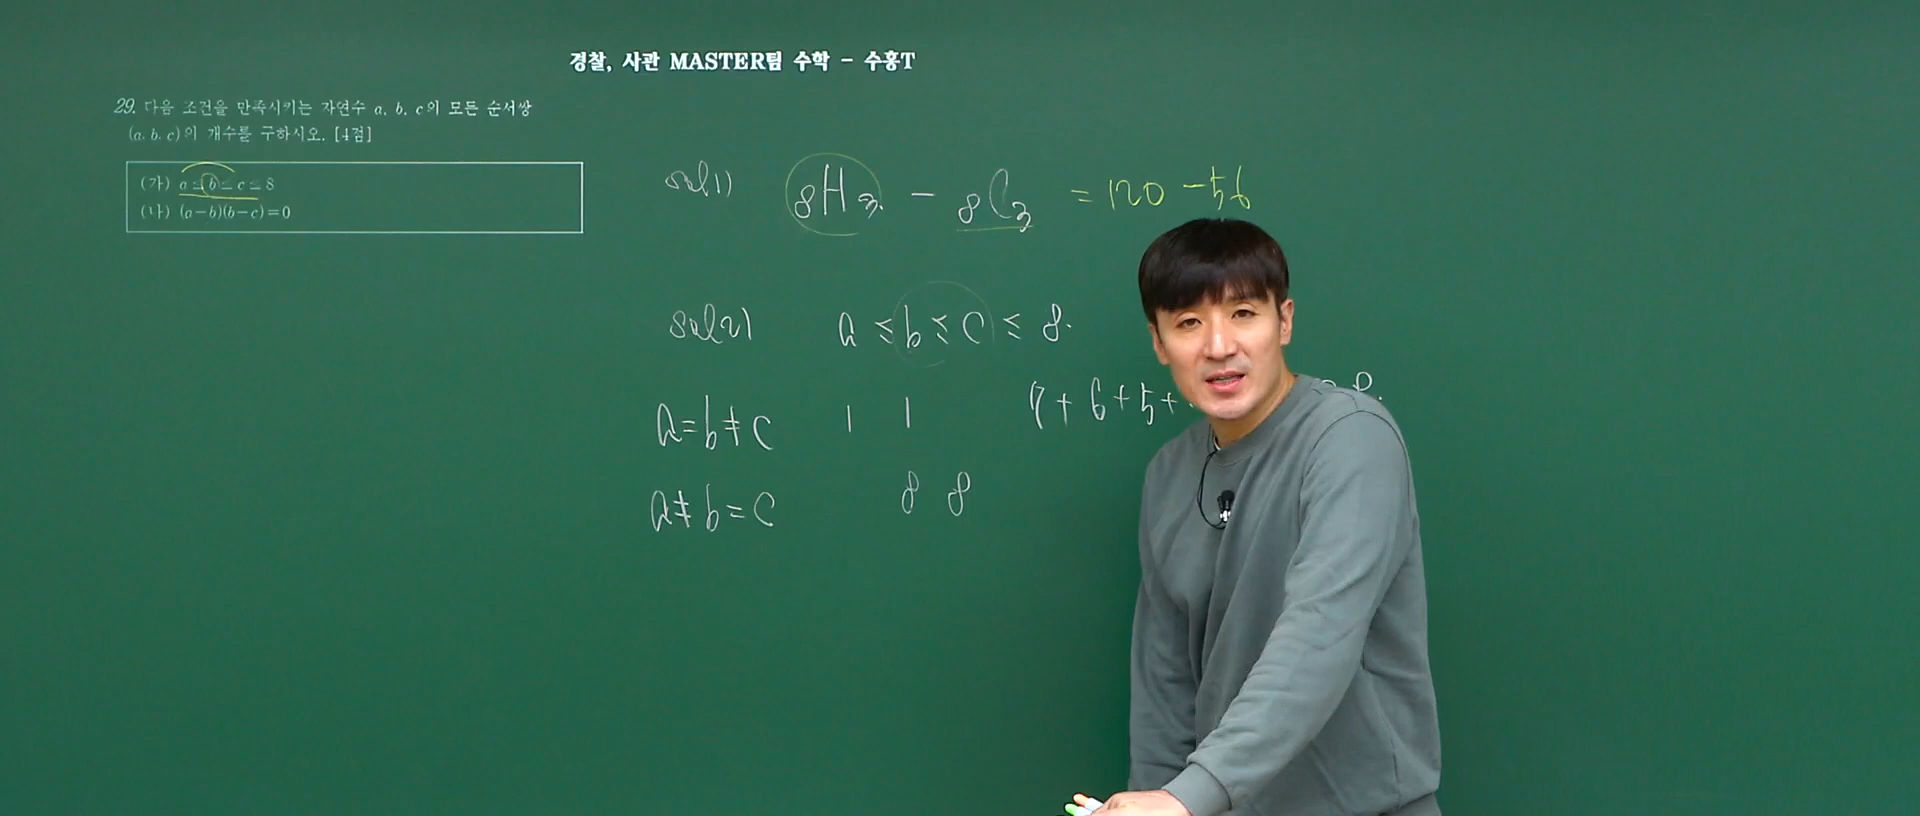 경찰, 사관 MASTER팀 수학 - 수홍T
29. 다음 조건을 만족시키는 자연수 a, b, c의 모든 순서쌍
(a, b, c)의 개수를 구하시오. [4점]
(가) a ≤ b ≤ c ≤ 8
(나) (a-b)(b-c)=0
sol1) ₈H₃ - ₈C₃ = 120 - 56
sol2) a ≤ b ≤ c ≤ 8.
a=b≠c 1 1 7+6+5+
a≠b=c 8 8